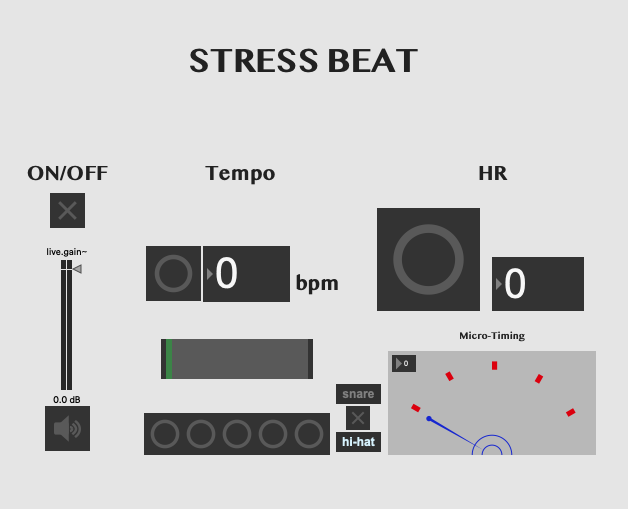 STRESS BEAT
ON/OFF
Tempo
HR
live.gain~
0
bpm
0
Micro-Timing
0
snare
0.0 dB
hi-hat